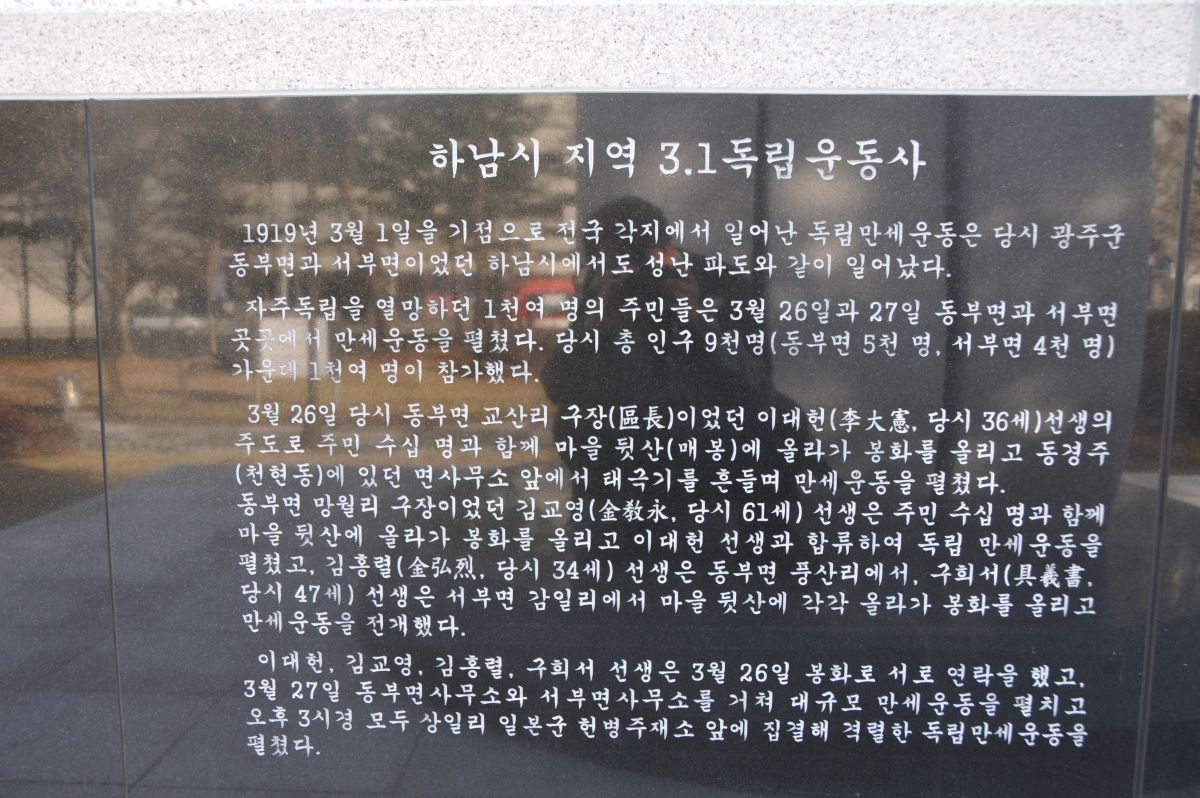 하남시 지역 3.1독립운동사
1919년 3월 1일을 기점으로 전국 각지에서 일어난 독립만세운동은 당시 광주군
동부면과 서부면이었던 하남시에서도 성난 파도와 같이 일어났다.
자주독립을 열망하던 1천여 명의 주민들은 3월 26일과 27일 동부면과 서부면
곳곳에서 만세운동을 펼쳤다. 당시 총 인구 9천명(동부면 5천 명, 서부면 4천 명)
가운데 1천여 명이 참가했다.
3월 26일 당시 동부면 교산리 구장(區長)이었던 이대헌(李大憲, 당시 36세)선생의
주도로 주민 수십 명과 함께 마을 뒷산(매봉)에 올라가 봉화를 올리고 동경주
(천현동)에 있던 면사무소 앞에서 태극기를 흔들며 만세운동을 펼쳤다.
동부면 망월리 구장이었던 김교영(金敎永, 당시 61세) 선생은 주민 수십 명과 함께
마을 뒷산에 올라가 봉화를 올리고 이대헌 선생과 합류하여 독립 만세운동을
펼쳤고, 김홍렬(金弘烈, 당시 34세) 선생은 동부면 풍산리에서, 구희서(具羲書,
당시 47세) 선생은 서부면 감일리에서 마을 뒷산에 각각 올라가 봉화를 올리고
만세운동을 전개했다.
이대헌, 김교영, 김홍렬, 구희서 선생은 3월 26일 봉화로 서로 연락을 했고,
3월 27일 동부면사무소와 서부면사무소를 거쳐 대규모 만세운동을 펼치고
오후 3시경 모두 상일리 일본군 헌병주재소 앞에 집결해 격렬한 독립만세운동을
펼쳤다.